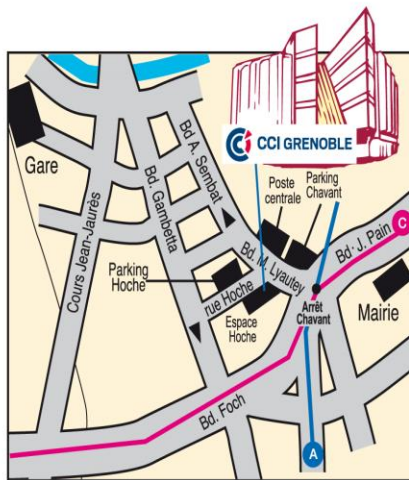 CCI GRENOBLE
Gare
Cours Jean-Jaurès
Bd. Gambetta
Bd A. Sembat
Poste
centrale
Parking
Chavant
Bd. M. Lyautey
Bd. J. Pain
C
Parking
Hoche
rue Hoche
Espace
Hoche
Arrêt
Chavant
Mairie
Bd. Foch
A